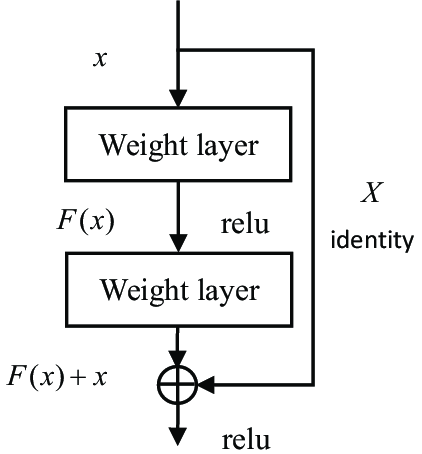 x
Weight layer
F(x)
relu
X
identity
Weight layer
F(x)+x
relu